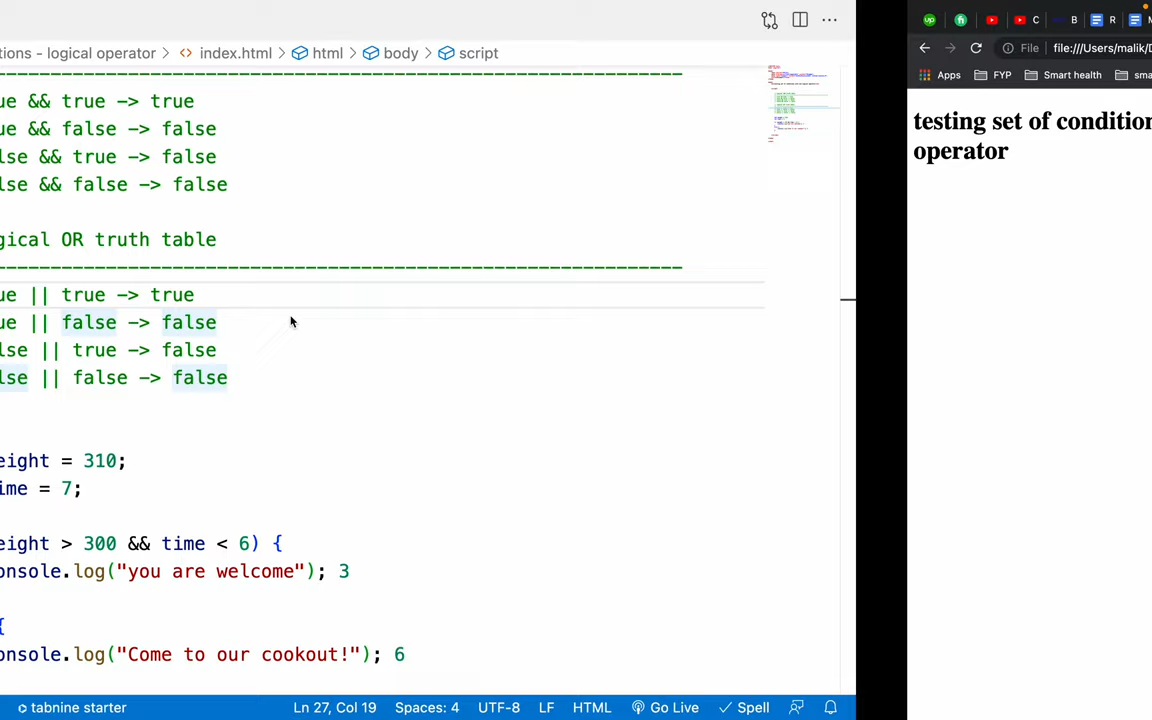 tions - logical operator > <> index.html > html > body > script
ue && true -> true
ue && false -> false
lse && true -> false
lse && false -> false
gical OR truth table
ue || true -> true
ue || false -> false
lse || true -> false
lse || false -> false
eight = 310;
ime = 7;
eight > 300 && time < 6) {
onsole.log("you are welcome"); 3
{
onsole.log("Come to our cookout!"); 6
tabnine starter Ln 27, Col 19 Spaces: 4 UTF-8 LF HTML Go Live Spell
up fi C B R
File file:///Users/malik/D
Apps FYP Smart health sma
testing set of condition
operator